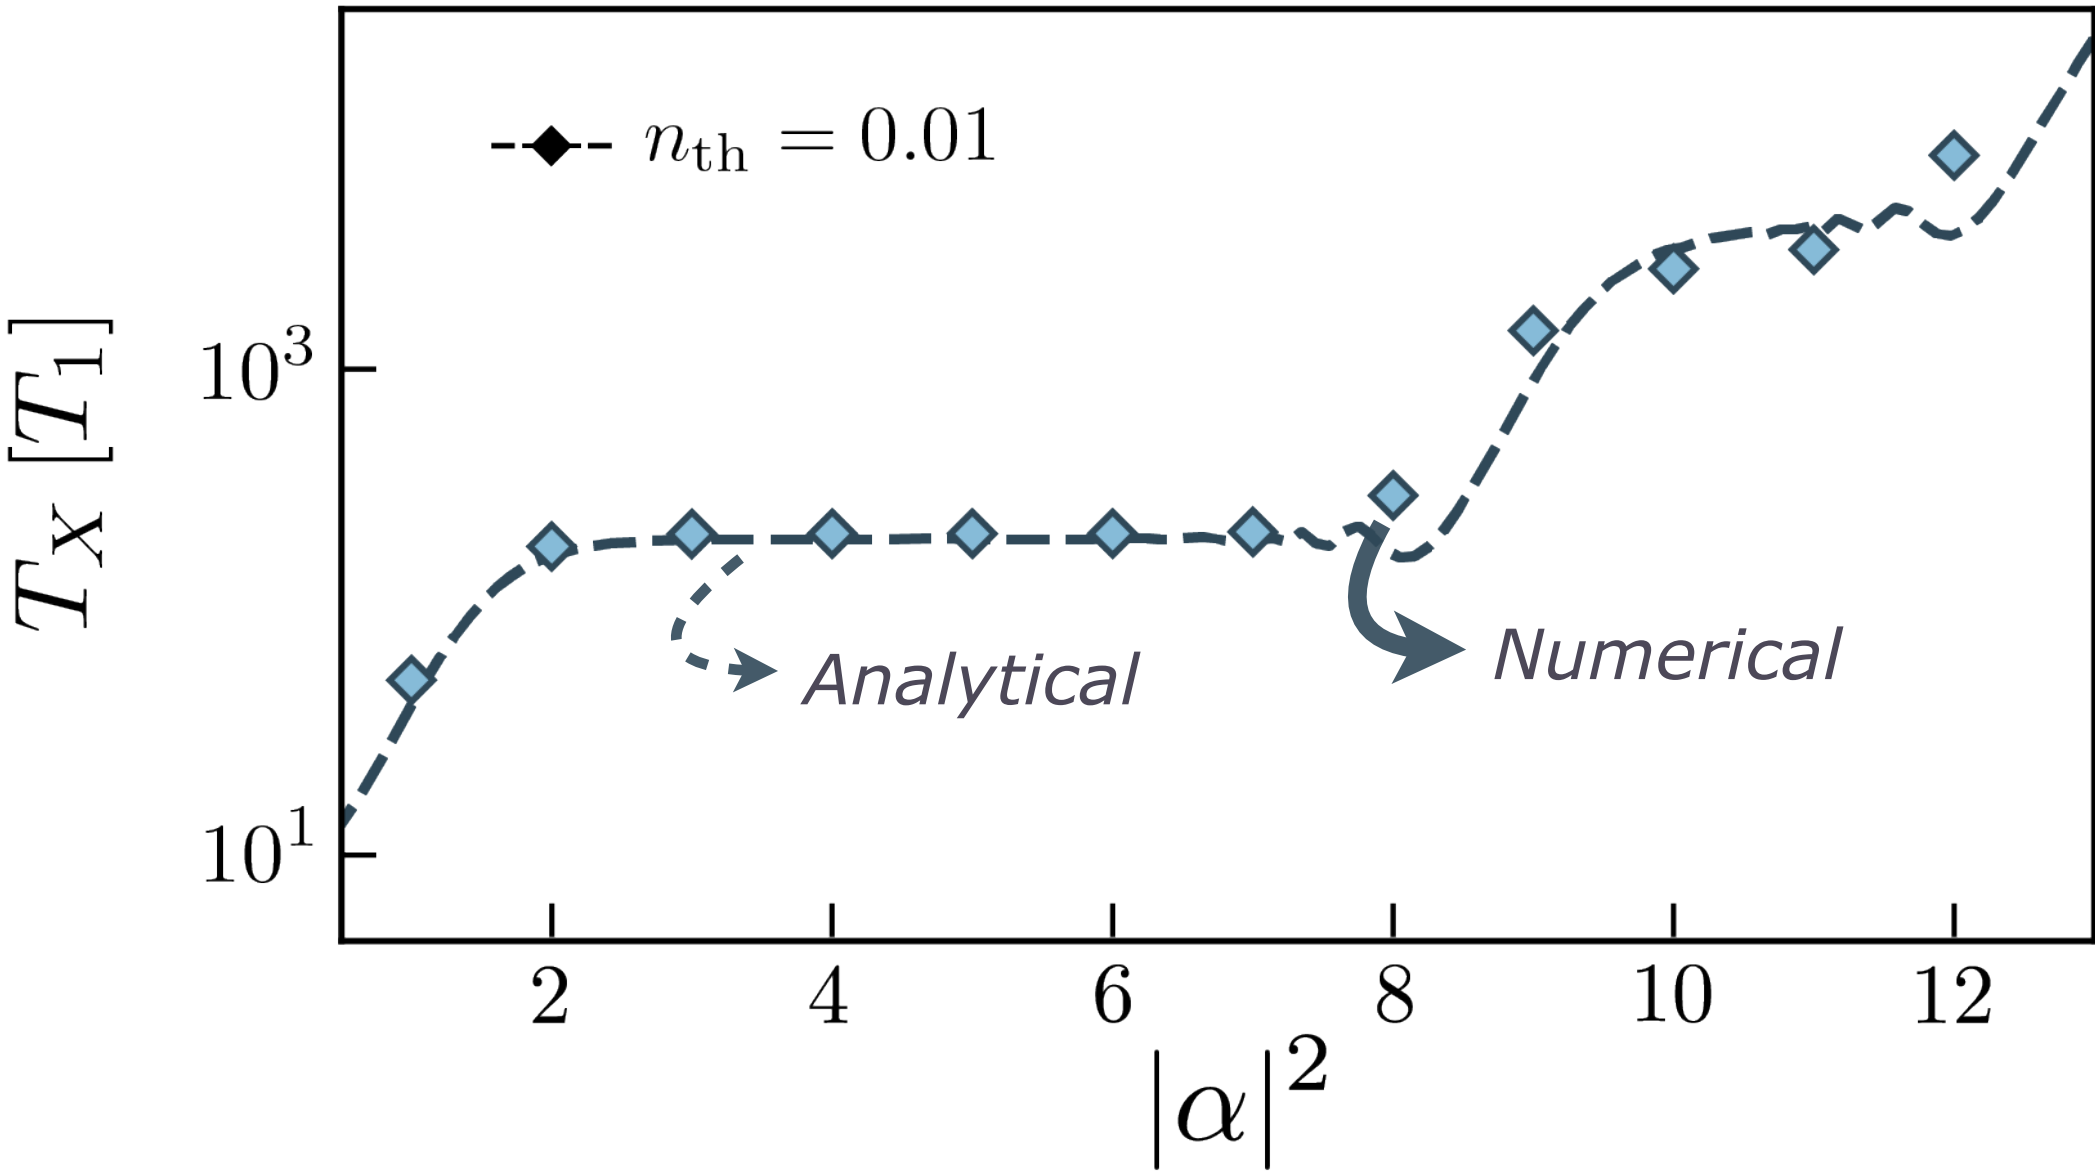 n_th = 0.01
T_X [T_1]
10^3
10^1
Analytical
Numerical
2 4 6 8 10 12
|α|^2